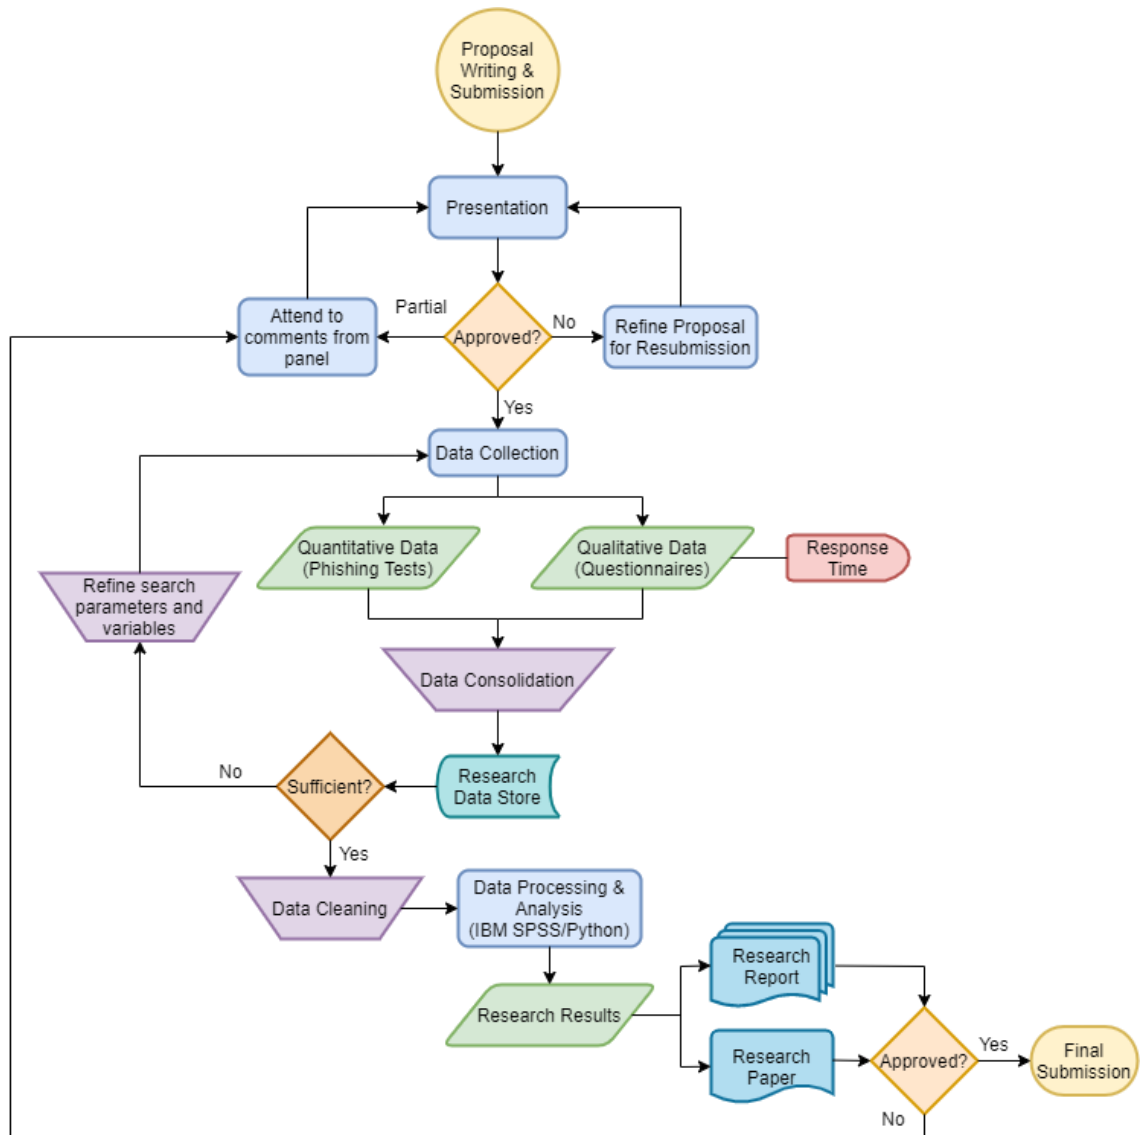 Proposal
Writing &
Submission
Presentation
Partial
Attend to
comments from
panel
Approved?
No
Refine Proposal
for Resubmission
Yes
Data Collection
Quantitative Data
(Phishing Tests)
Qualitative Data
(Questionnaires)
Response
Time
Refine search
parameters and
variables
Data Consolidation
No
Sufficient?
Research
Data Store
Yes
Data Cleaning
Data Processing &
Analysis
(IBM SPSS/Python)
Research
Report
Research Results
Research
Paper
Approved?
Yes
Final
Submission
No